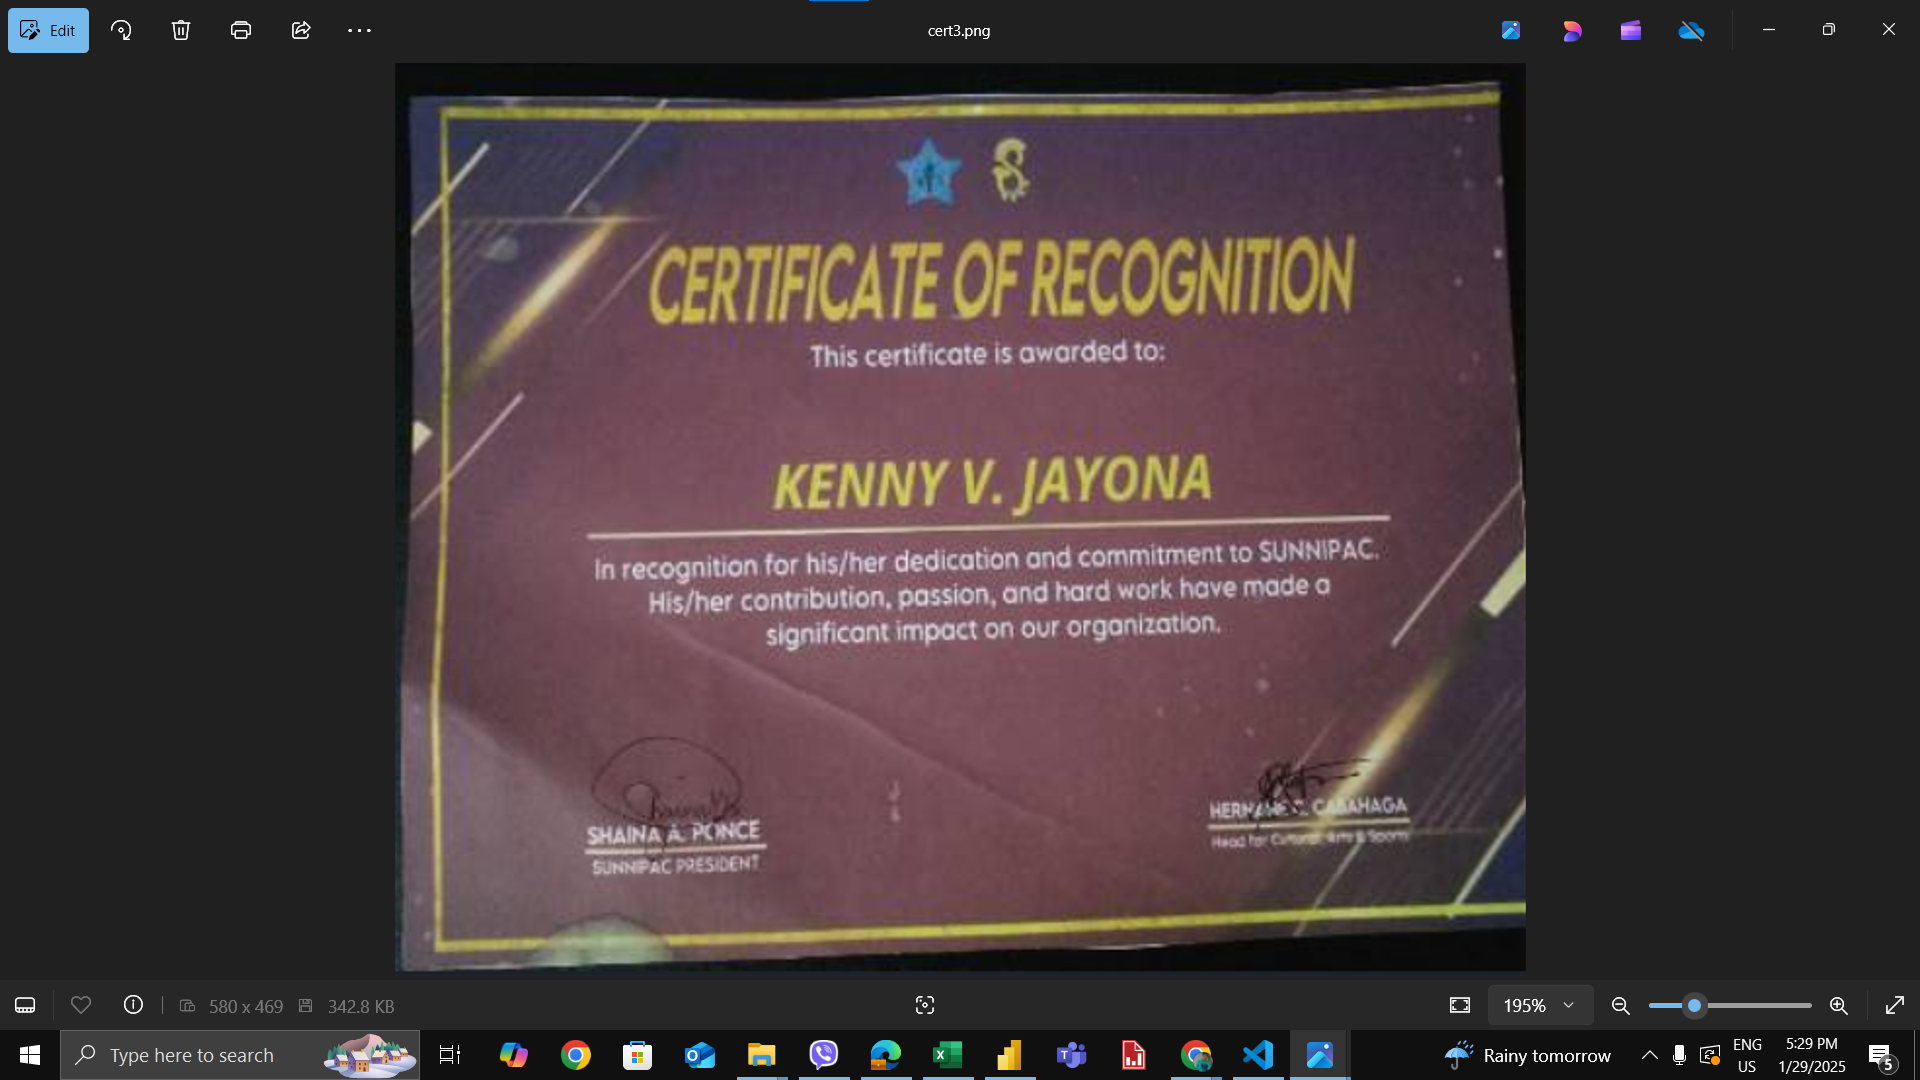 Edit
cert3.png
CERTIFICATE OF RECOGNITION
This certificate is awarded to:
KENNY V. JAYONA
In recognition for his/her dedication and commitment to SUNNIPAC.
His/her contribution, passion, and hard work have made a
significant impact on our organization.
SHAINA A. PONCE
SUNNIPAC PRESIDENT
CABAHAGA
Head for Cultural, Arts & Sports
580 x 469
342.8 KB
195%
Type here to search
Rainy tomorrow
ENG
US
5:29 PM
1/29/2025
5